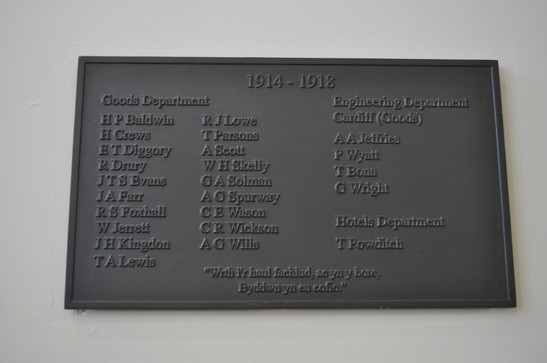 1914 - 1918
Goods Department
H P Baldwin
H Crews
E T Diggory
R Drury
J T S Evans
J A Farr
R S Foxhall
W Jerrett
J H Kingdon
T A Lewis
R J Lowe
T Parsons
A Scott
W H Skelly
G A Solman
A G Spurway
C E Wason
C R Wickson
A G Wills
Engineering Department
Cardiff (Goods)
A A Jeffries
P Wyatt
T Bona
G Wright
Hotels Department
T Powditch
"Wrth i'r haul fachlud, ac yn y bore,
Byddwn yn eu cofio."